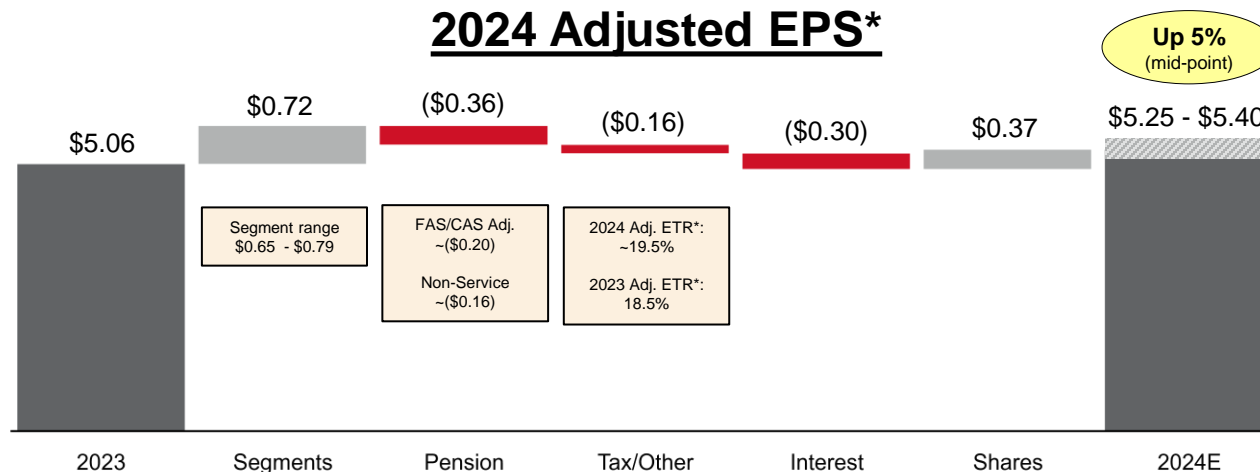 2024 Adjusted EPS*
Up 5%
(mid-point)
$5.06
$0.72
($0.36)
($0.16)
($0.30)
$0.37
$5.25 - $5.40
Segment range
$0.65 - $0.79
FAS/CAS Adj.
~($0.20)
Non-Service
~($0.16)
2024 Adj. ETR*:
~19.5%
2023 Adj. ETR*:
18.5%
2023
Segments
Pension
Tax/Other
Interest
Shares
2024E